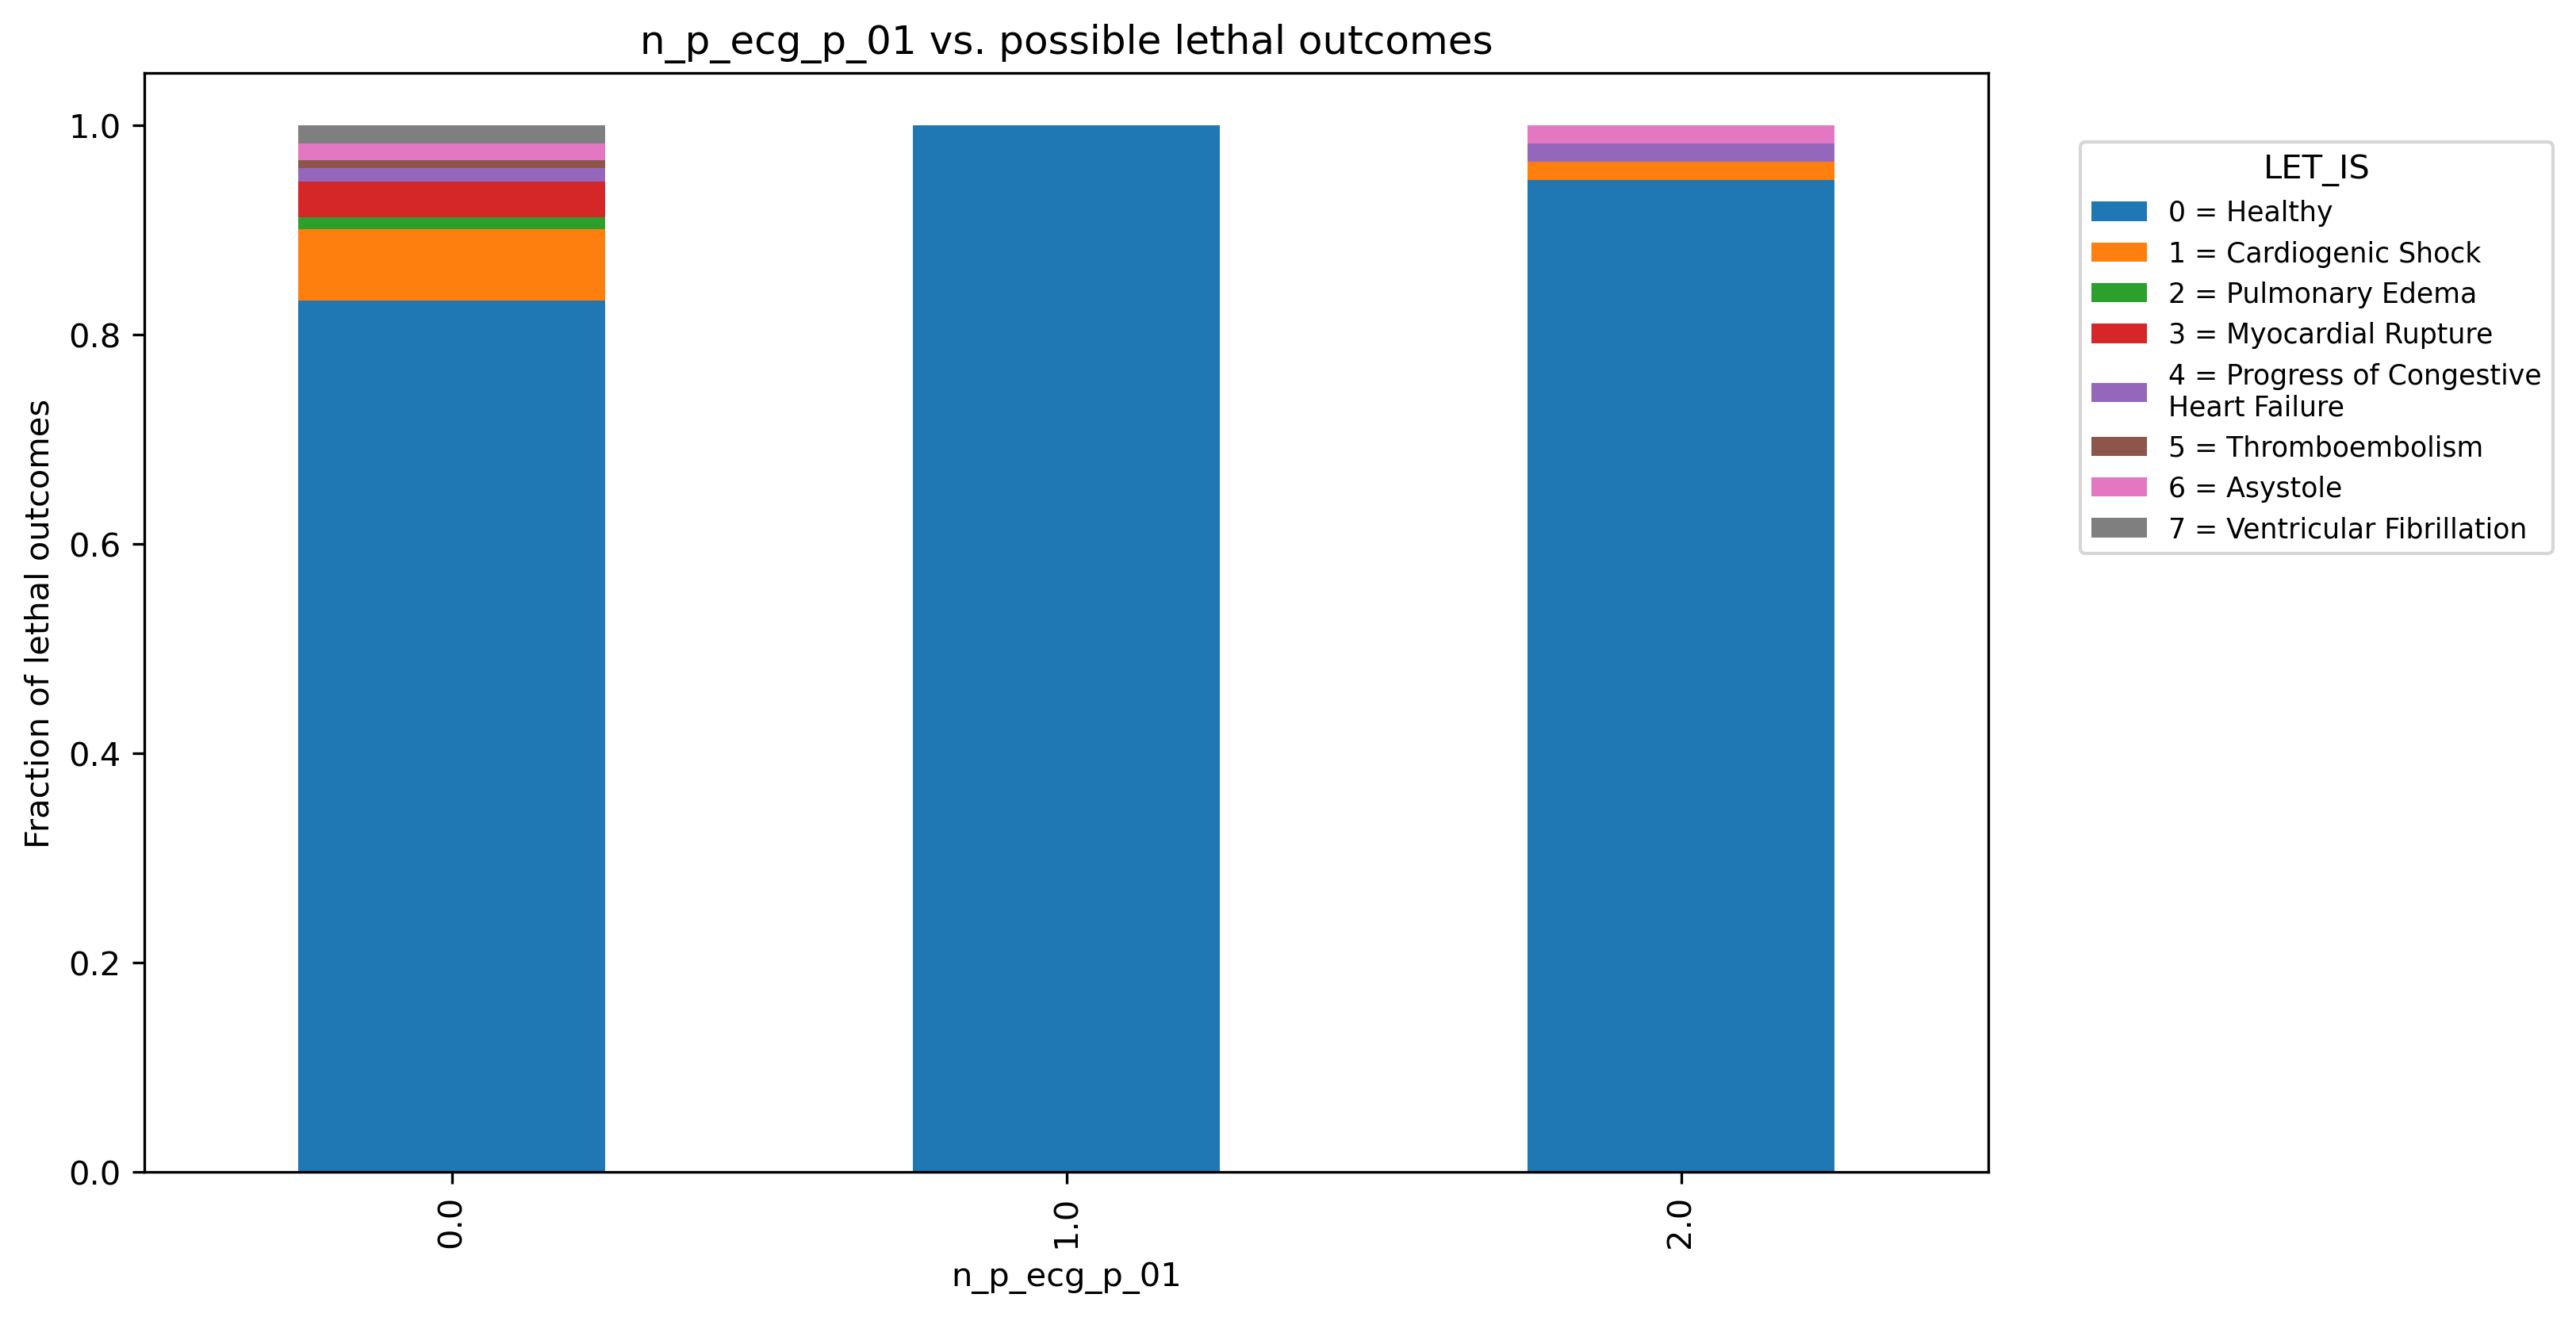 n_p_ecg_p_01 vs. possible lethal outcomes
Fraction of lethal outcomes
1.0
0.8
0.6
0.4
0.2
0.0
0.0
1.0
2.0
n_p_ecg_p_01
LET_IS
0 = Healthy
1 = Cardiogenic Shock
2 = Pulmonary Edema
3 = Myocardial Rupture
4 = Progress of Congestive
Heart Failure
5 = Thromboembolism
6 = Asystole
7 = Ventricular Fibrillation